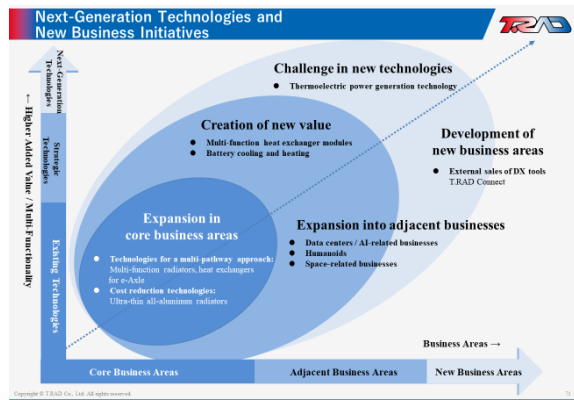 Next-Generation Technologies and
New Business Initiatives
T.RAD
Next-Generation
Technologies
Strategic
Technologies
Existing Technologies
← Higher Added Value / Multi-Functionality
Challenge in new technologies
● Thermoelectric power generation technology
Creation of new value
● Multi-function heat exchanger modules
● Battery cooling and heating
Development of
new business areas
● External sales of DX tools
T.RAD Connect
Expansion in
core business areas
● Technologies for a multi-pathway approach:
Multi-function radiators, heat exchangers
for e-Axle
● Cost reduction technologies:
Ultra-thin all-aluminum radiators
Expansion into adjacent businesses
● Data centers / AI-related businesses
● Humanoids
● Space-related businesses
Business Areas →
Core Business Areas
Adjacent Business Areas
New Business Areas
Copyright © T.RAD Co., Ltd. All rights reserved.